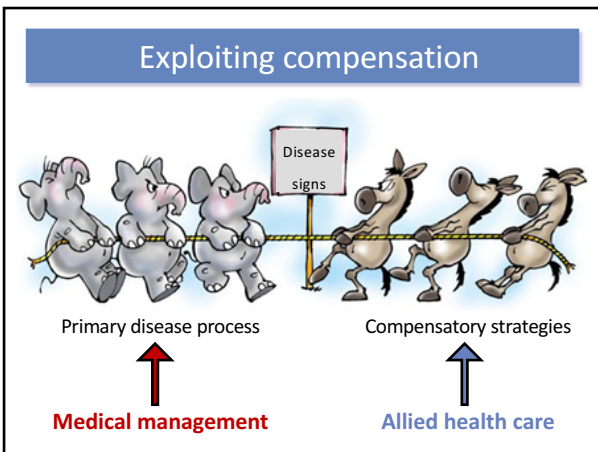 Exploiting compensation
Disease
signs
Primary disease process
Compensatory strategies
Medical management
Allied health care